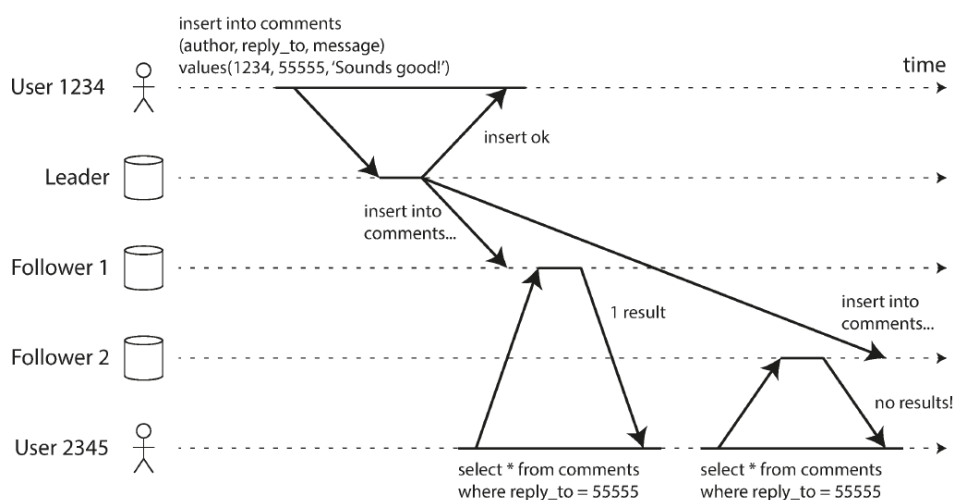 insert into comments
(author, reply_to, message)
values(1234, 55555, ‘Sounds good!’)
time
User 1234
insert ok
Leader
insert into
comments...
Follower 1
1 result
insert into
comments...
Follower 2
no results!
User 2345
select * from comments
where reply_to = 55555
select * from comments
where reply_to = 55555